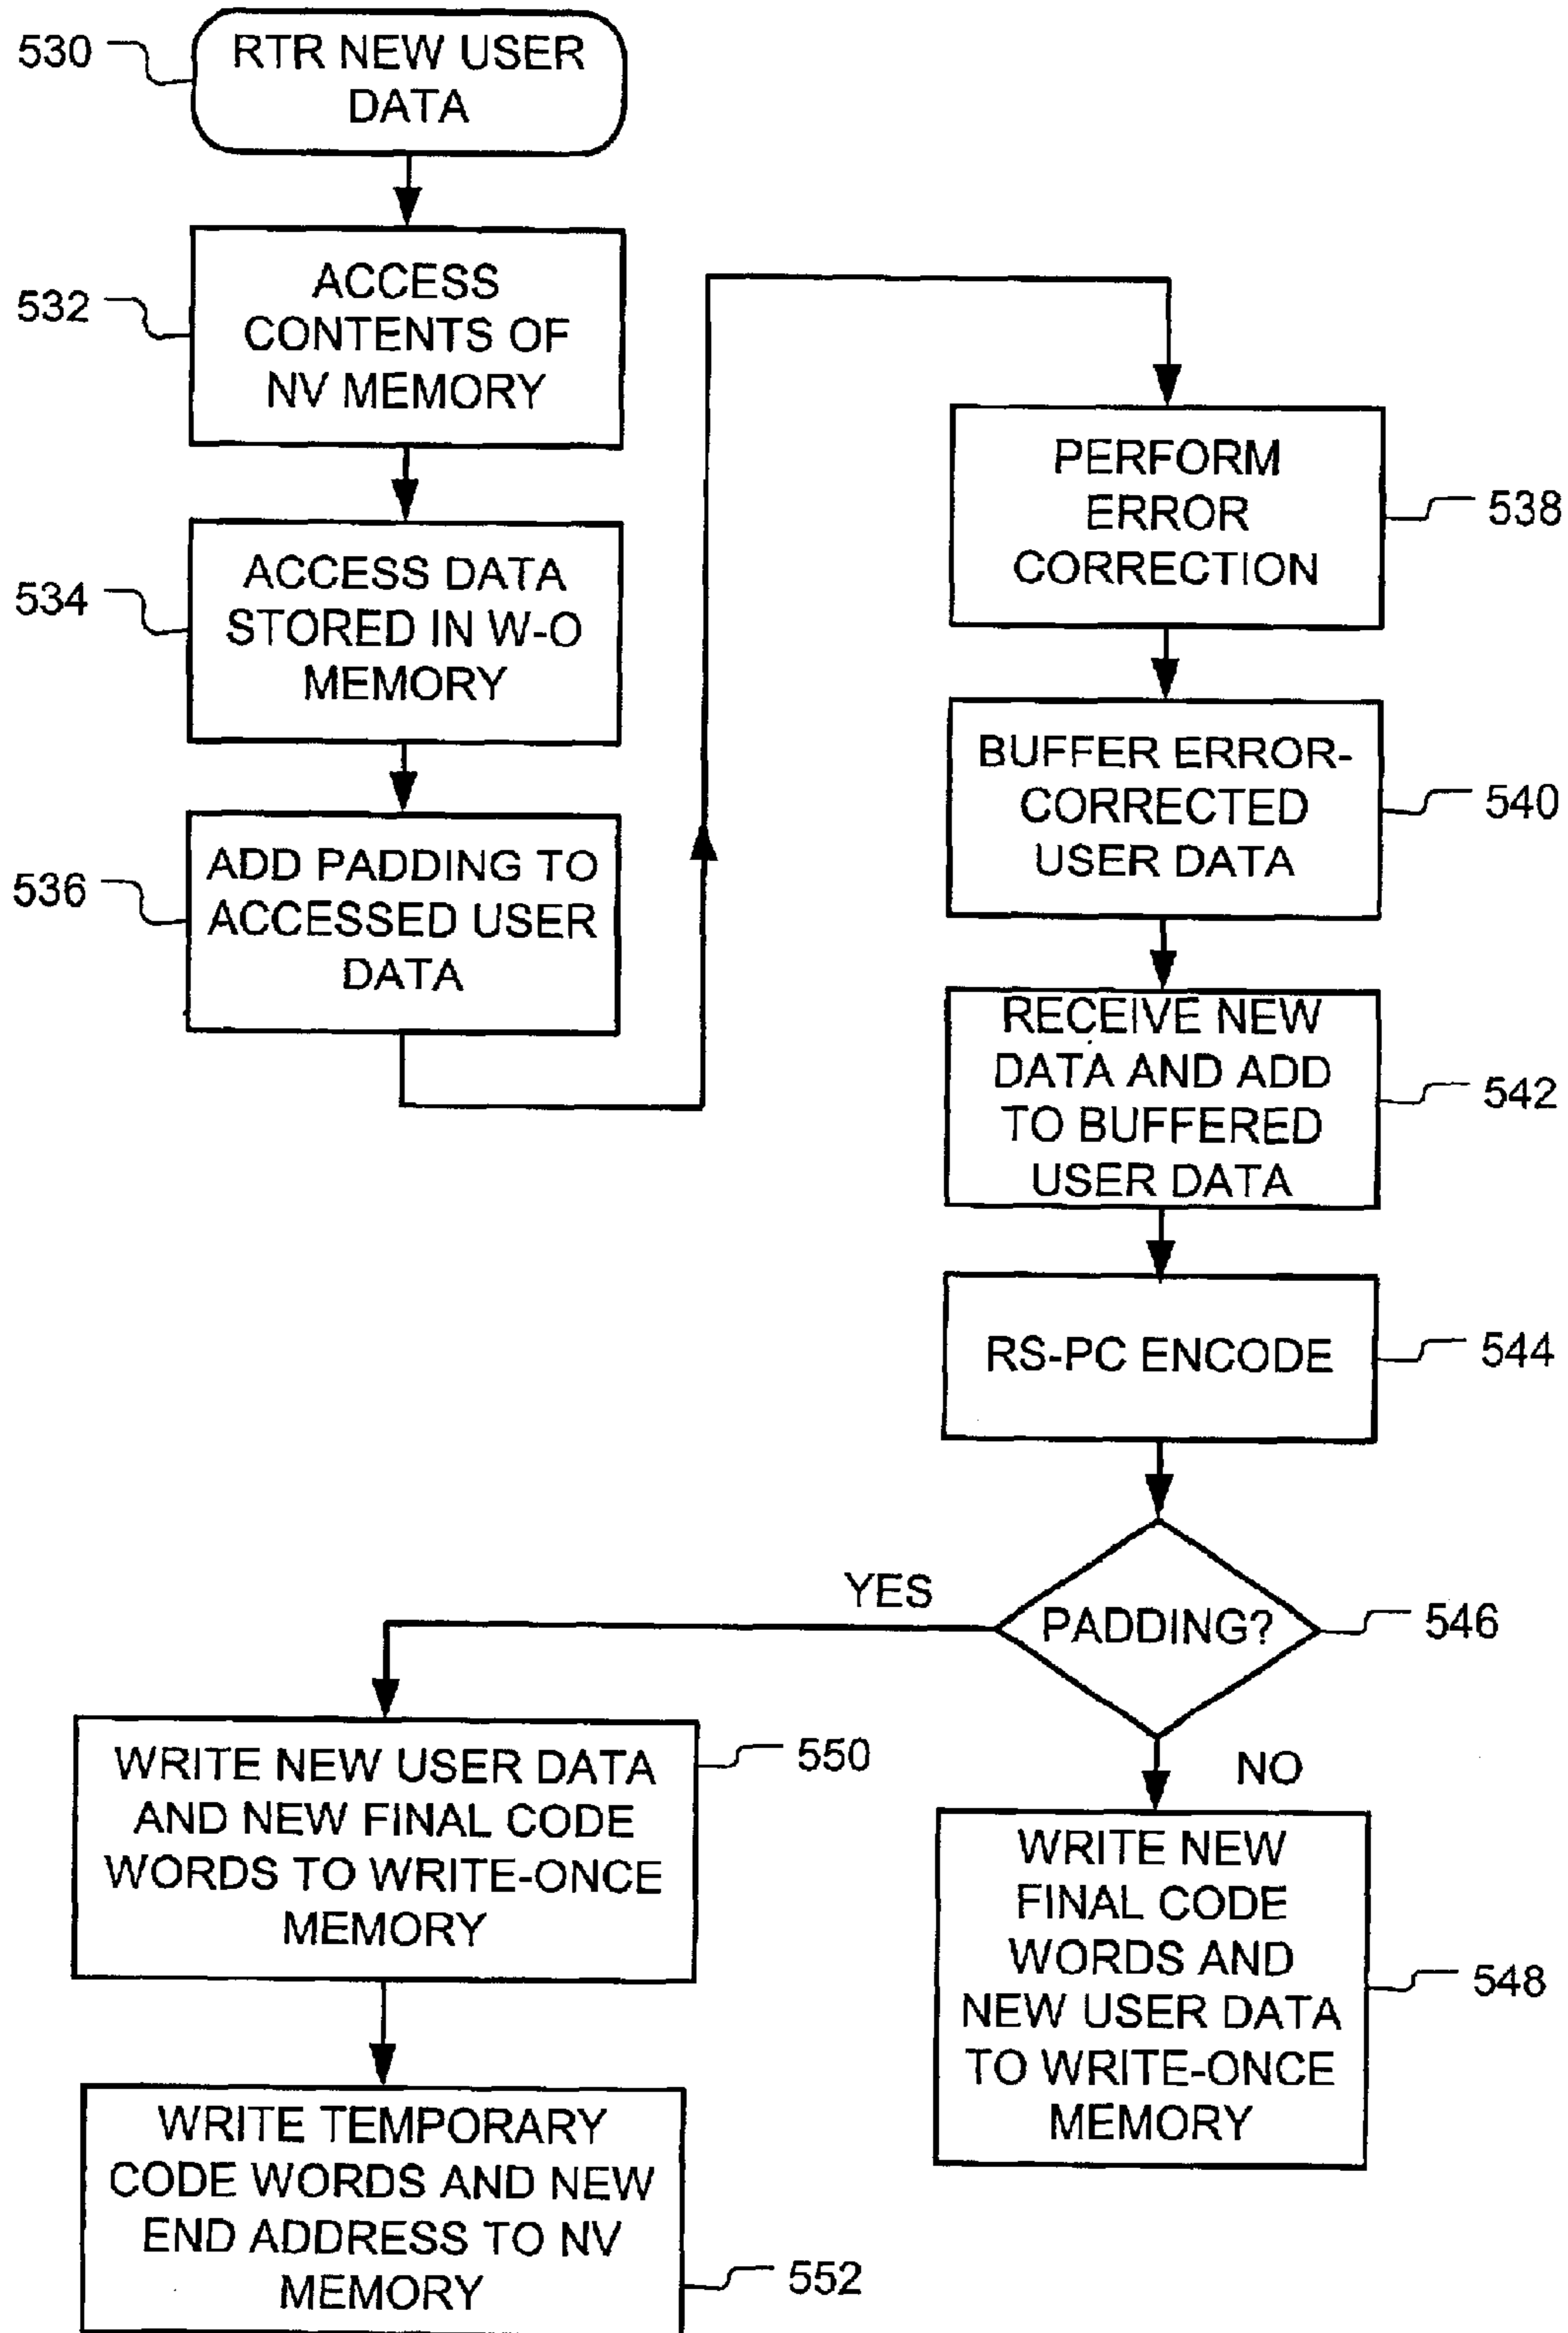 530
RTR NEW USER
DATA
532
ACCESS
CONTENTS OF
NV MEMORY
534
ACCESS DATA
STORED IN W-O
MEMORY
536
ADD PADDING TO
ACCESSED USER
DATA
PERFORM
ERROR
CORRECTION
538
BUFFER ERROR-
CORRECTED
USER DATA
540
RECEIVE NEW
DATA AND ADD
TO BUFFERED
USER DATA
542
RS-PC ENCODE
544
PADDING?
546
YES
NO
WRITE NEW
FINAL CODE
WORDS AND
NEW USER DATA
TO WRITE-ONCE
MEMORY
548
WRITE NEW USER DATA
AND NEW FINAL CODE
WORDS TO WRITE-ONCE
MEMORY
550
WRITE TEMPORARY
CODE WORDS AND NEW
END ADDRESS TO NV
MEMORY
552